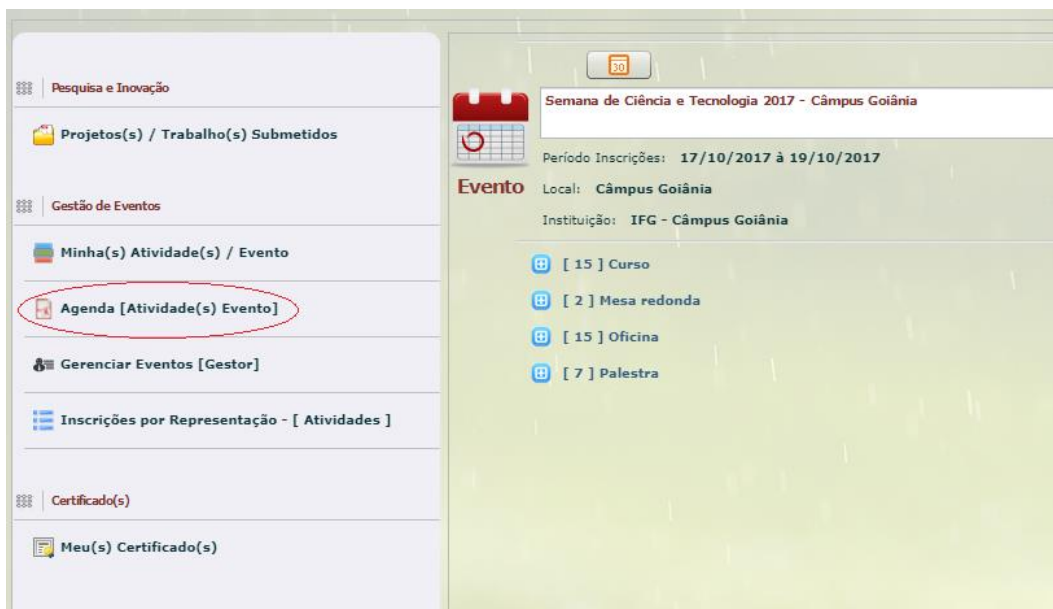 Pesquisa e Inovação
Projetos(s) / Trabalho(s) Submetidos
Gestão de Eventos
Minha(s) Atividade(s) / Evento
Agenda [Atividade(s) Evento]
Gerenciar Eventos [Gestor]
Inscrições por Representação - [ Atividades ]
Certificado(s)
Meu(s) Certificado(s)
30
Semana de Ciência e Tecnologia 2017 - Câmpus Goiânia
Evento
Período Inscrições: 17/10/2017 à 19/10/2017
Local: Câmpus Goiânia
Instituição: IFG - Câmpus Goiânia
[ 15 ] Curso
[ 2 ] Mesa redonda
[ 15 ] Oficina
[ 7 ] Palestra